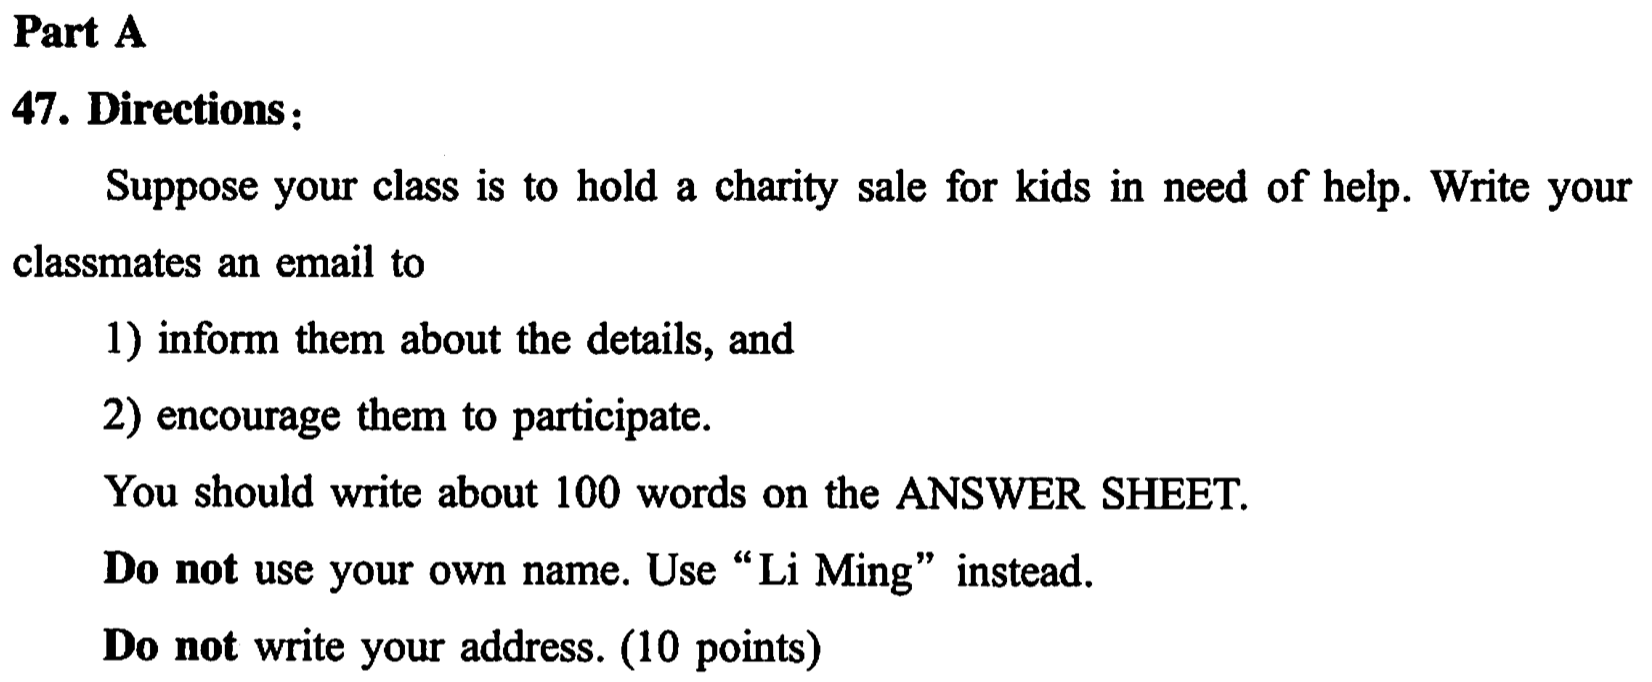 Part A
47. Directions:
Suppose your class is to hold a charity sale for kids in need of help. Write your
classmates an email to
1) inform them about the details, and
2) encourage them to participate.
You should write about 100 words on the ANSWER SHEET.
Do not use your own name. Use “Li Ming” instead.
Do not write your address. (10 points)